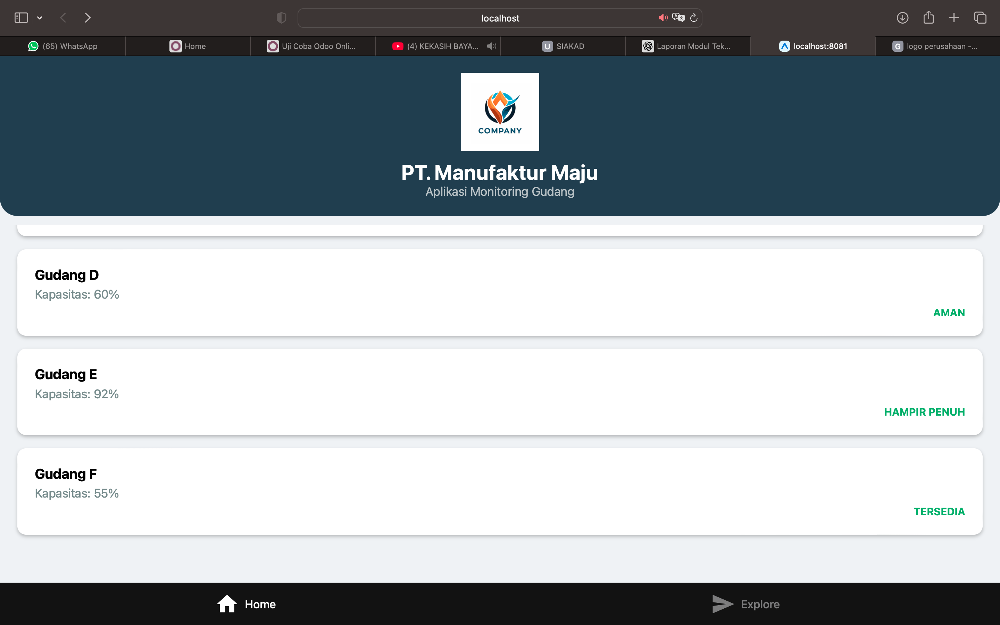 localhost
(65) WhatsApp
Home
Uji Coba Odoo Onli...
(4) KEKASIH BAYA...
U SIAKAD
Laporan Modul Tek...
localhost:8081
G logo perusahaan -...
COMPANY
PT. Manufaktur Maju
Aplikasi Monitoring Gudang
Gudang D
Kapasitas: 60%
AMAN
Gudang E
Kapasitas: 92%
HAMPIR PENUH
Gudang F
Kapasitas: 55%
TERSEDIA
Home
Explore